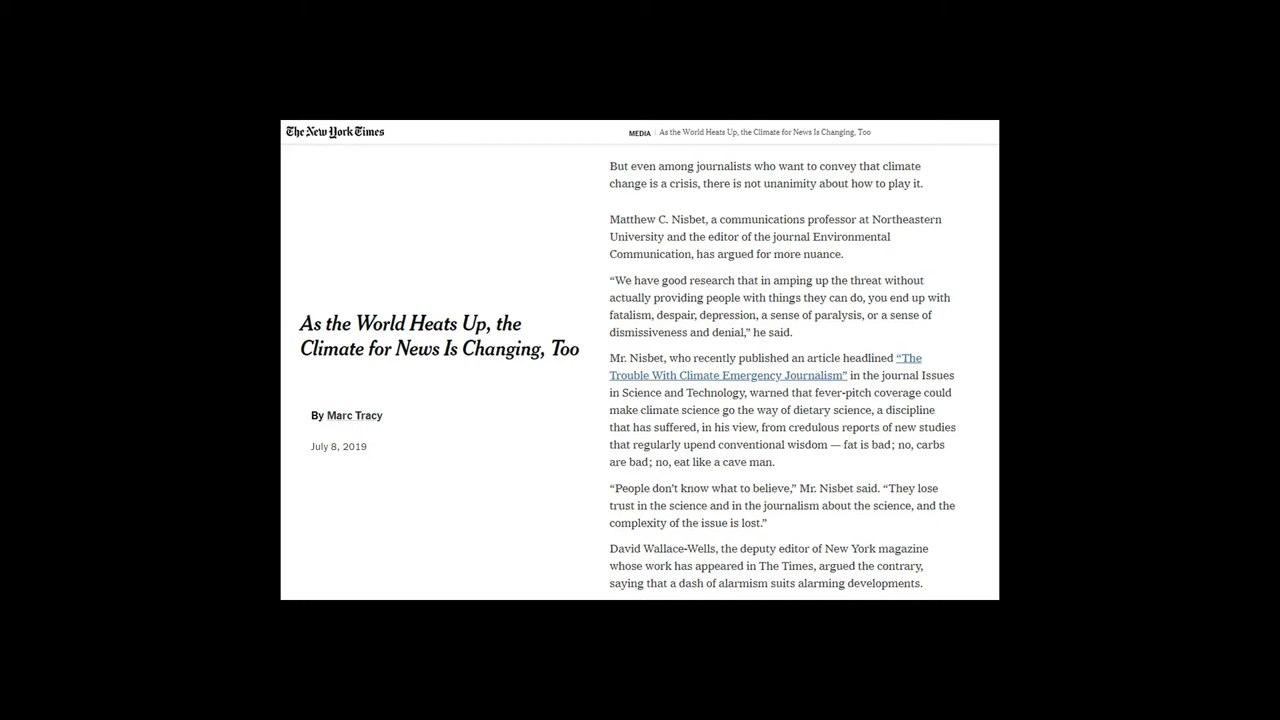 The New York Times
MEDIA | As the World Heats Up, the Climate for News Is Changing, Too
As the World Heats Up, the
Climate for News Is Changing, Too
By Marc Tracy
July 8, 2019
But even among journalists who want to convey that climate
change is a crisis, there is not unanimity about how to play it.
Matthew C. Nisbet, a communications professor at Northeastern
University and the editor of the journal Environmental
Communication, has argued for more nuance.
“We have good research that in amping up the threat without
actually providing people with things they can do, you end up with
fatalism, despair, depression, a sense of paralysis, or a sense of
dismissiveness and denial,” he said.
Mr. Nisbet, who recently published an article headlined “The
Trouble With Climate Emergency Journalism” in the journal Issues
in Science and Technology, warned that fever-pitch coverage could
make climate science go the way of dietary science, a discipline
that has suffered, in his view, from credulous reports of new studies
that regularly upend conventional wisdom — fat is bad; no, carbs
are bad; no, eat like a cave man.
“People don’t know what to believe,” Mr. Nisbet said. “They lose
trust in the science and in the journalism about the science, and the
complexity of the issue is lost.”
David Wallace-Wells, the deputy editor of New York magazine
whose work has appeared in The Times, argued the contrary,
saying that a dash of alarmism suits alarming developments.